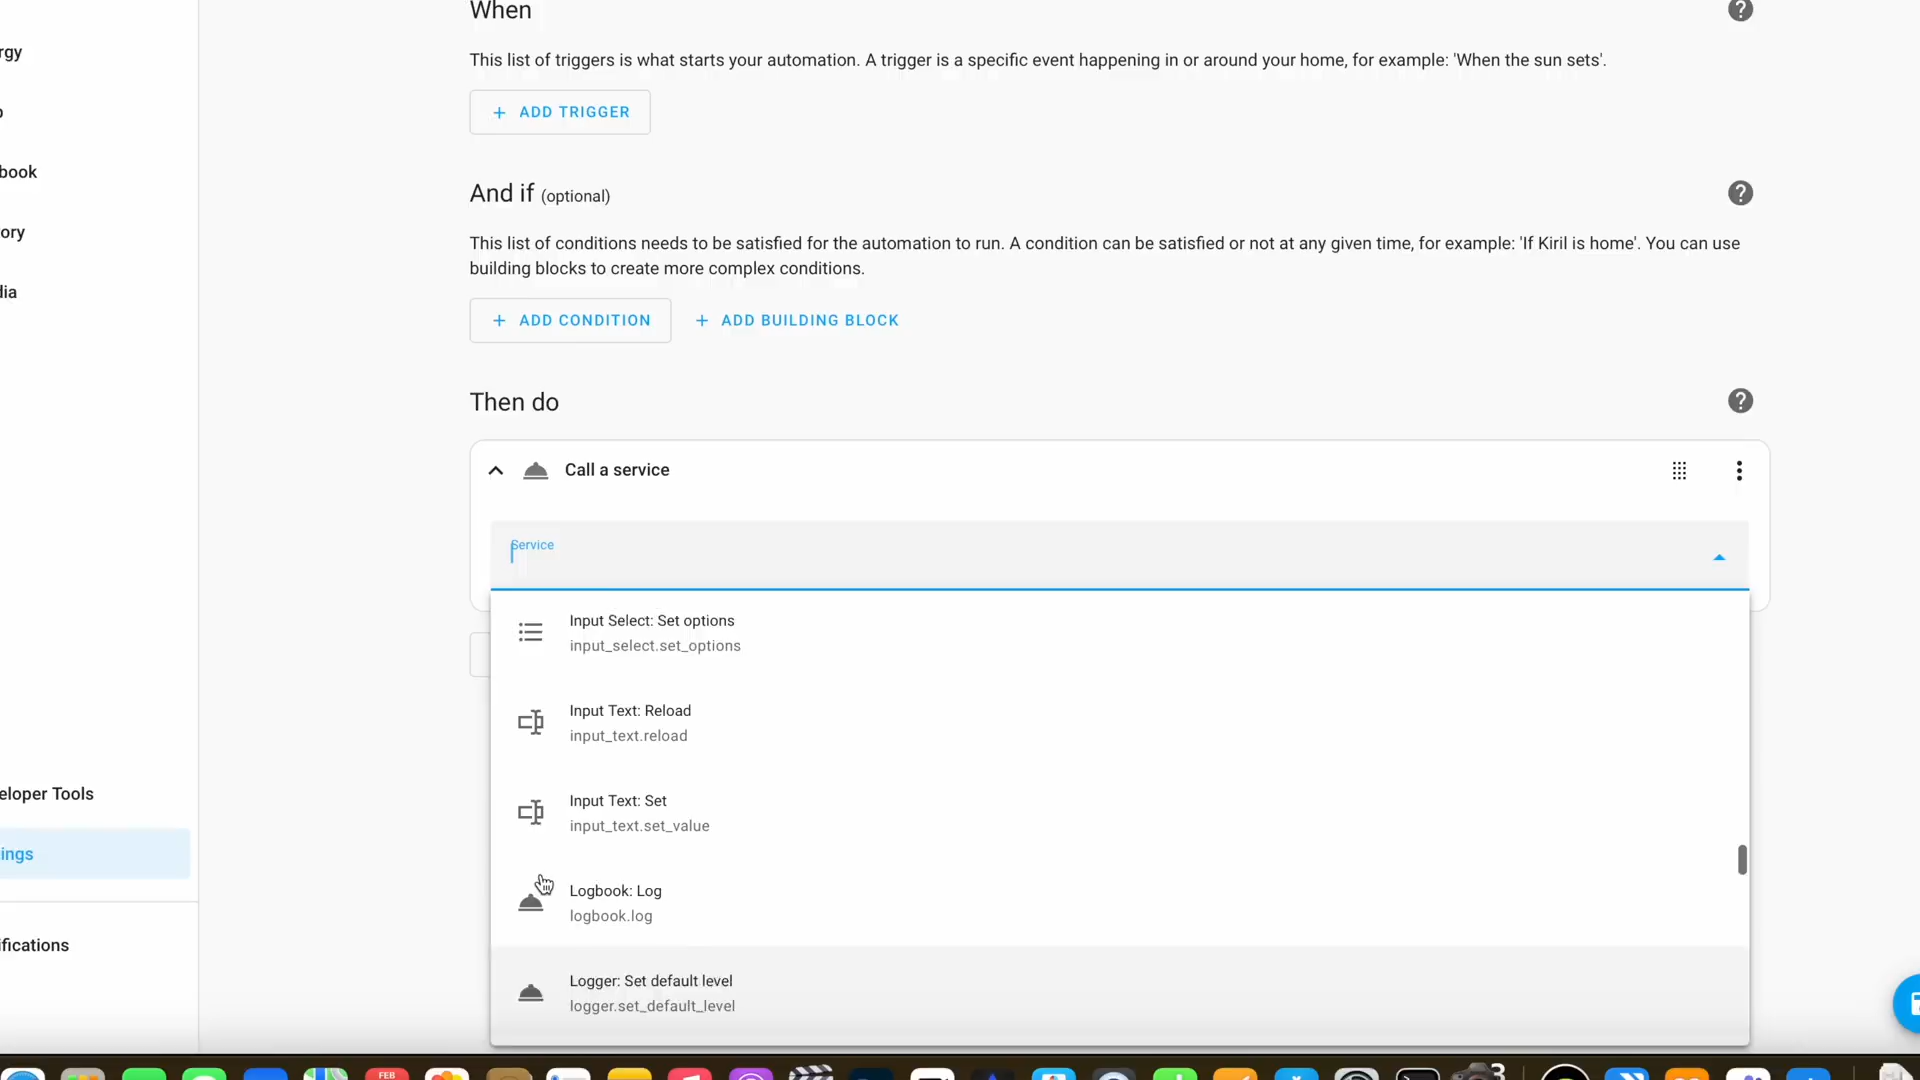 When
This list of triggers is what starts your automation. A trigger is a specific event happening in or around your home, for example: 'When the sun sets'.
+ ADD TRIGGER
And if (optional)
This list of conditions needs to be satisfied for the automation to run. A condition can be satisfied or not at any given time, for example: 'If Kiril is home'. You can use
building blocks to create more complex conditions.
+ ADD CONDITION + ADD BUILDING BLOCK
Then do
Call a service
Service
Input Select: Set options
input_select.set_options
Input Text: Reload
input_text.reload
Input Text: Set
input_text.set_value
Logbook: Log
logbook.log
Logger: Set default level
logger.set_default_level
rgy
book
ory
dia
eloper Tools
ings
ifications
FEB
3